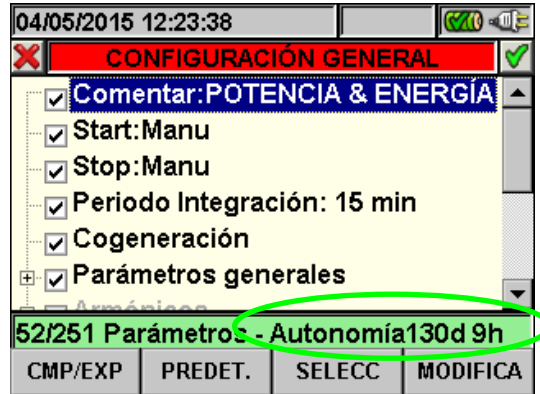 04/05/2015 12:23:38
CONFIGURACIÓN GENERAL
Comentar:POTENCIA & ENERGÍA
Start:Manu
Stop:Manu
Periodo Integración: 15 min
Cogeneración
Parámetros generales
Armónicos
52/251 Parámetros - Autonomía130d 9h
CMP/EXP PREDET. SELECC MODIFICA